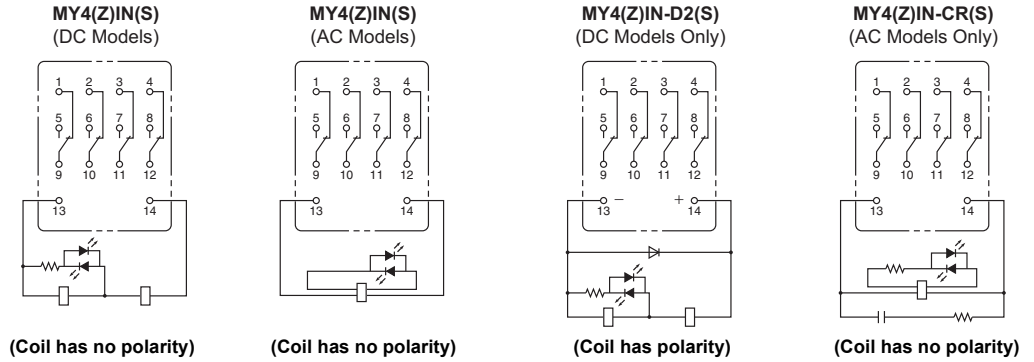 MY4(Z)IN(S)
(DC Models)
1 2 3 4
5 6 7 8
9 10 11 12
13 14
(Coil has no polarity)
MY4(Z)IN(S)
(AC Models)
1 2 3 4
5 6 7 8
9 10 11 12
13 14
(Coil has no polarity)
MY4(Z)IN-D2(S)
(DC Models Only)
1 2 3 4
5 6 7 8
9 10 11 12
13 − + 14
(Coil has polarity)
MY4(Z)IN-CR(S)
(AC Models Only)
1 2 3 4
5 6 7 8
9 10 11 12
13 14
(Coil has no polarity)